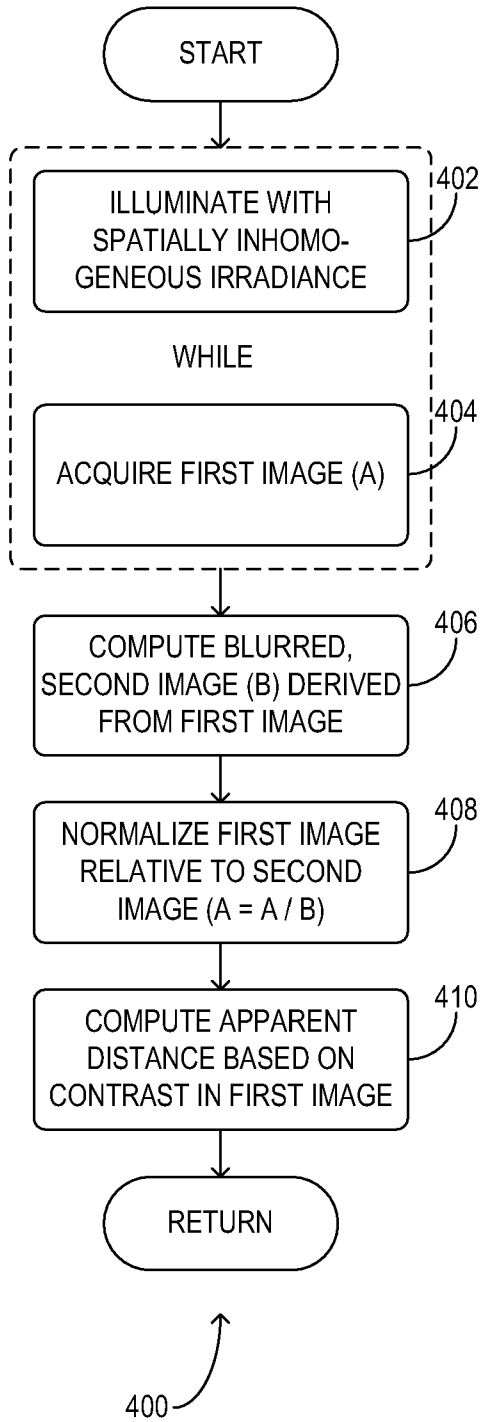 START
402
ILLUMINATE WITH
SPATIALLY INHOMO-
GENEOUS IRRADIANCE
WHILE
404
ACQUIRE FIRST IMAGE (A)
406
COMPUTE BLURRED,
SECOND IMAGE (B) DERIVED
FROM FIRST IMAGE
408
NORMALIZE FIRST IMAGE
RELATIVE TO SECOND
IMAGE (A = A / B)
410
COMPUTE APPARENT
DISTANCE BASED ON
CONTRAST IN FIRST IMAGE
RETURN
400